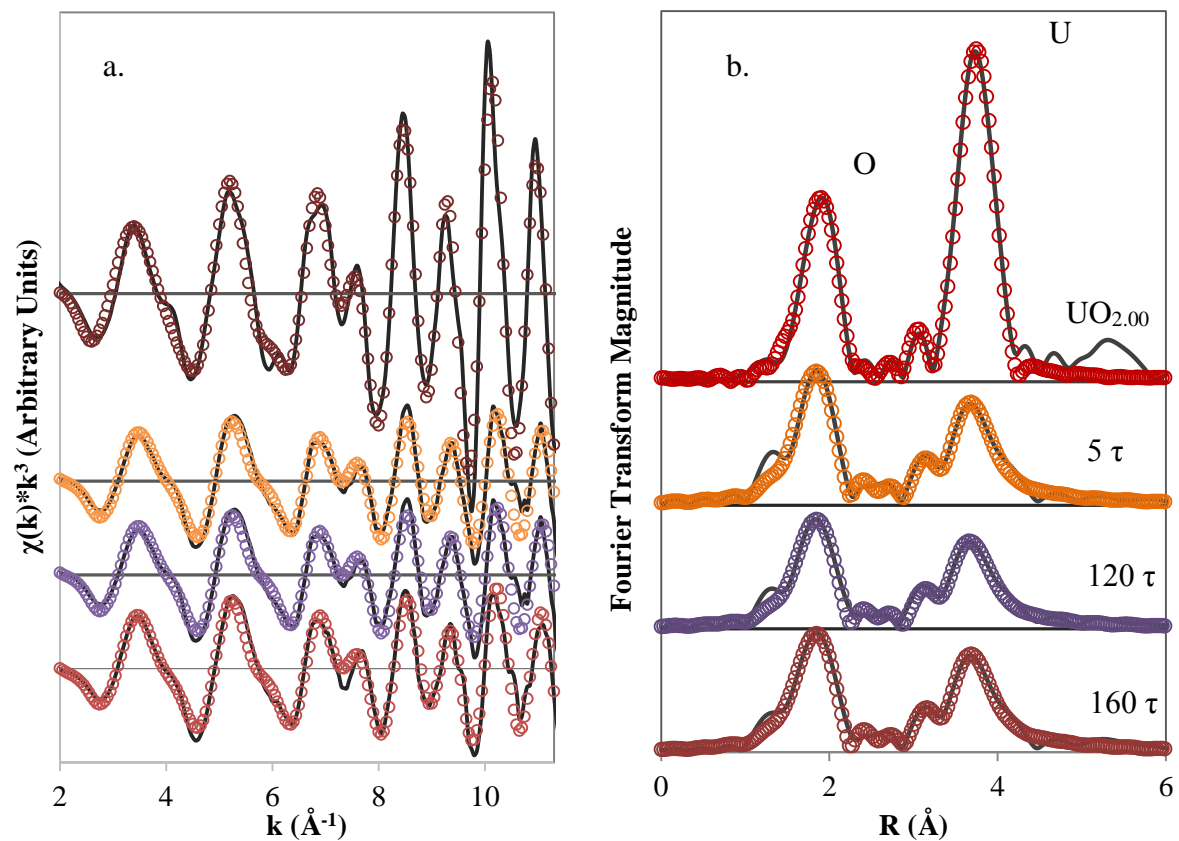 a.
χ(k)*k³ (Arbitrary Units)
2
4
6
8
10
k (Å⁻¹)
b.
U
O
UO₂.₀₀
5 τ
120 τ
160 τ
Fourier Transform Magnitude
0
2
4
6
R (Å)